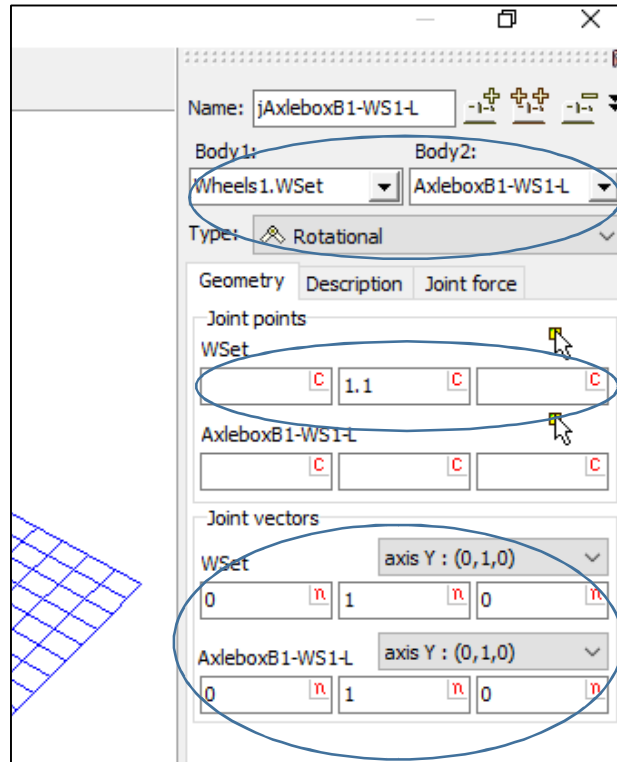 Name: jAxleboxB1-WS1-L
Body1: Body2:
Wheels1.WSet AxleboxB1-WS1-L
Type: Rotational
Geometry Description Joint force
Joint points
WSet
C 1.1 C C
AxleboxB1-WS1-L
C C C
Joint vectors
WSet axis Y : (0,1,0)
0 n 1 n 0 n
AxleboxB1-WS1-L axis Y : (0,1,0)
0 n 1 n 0 n